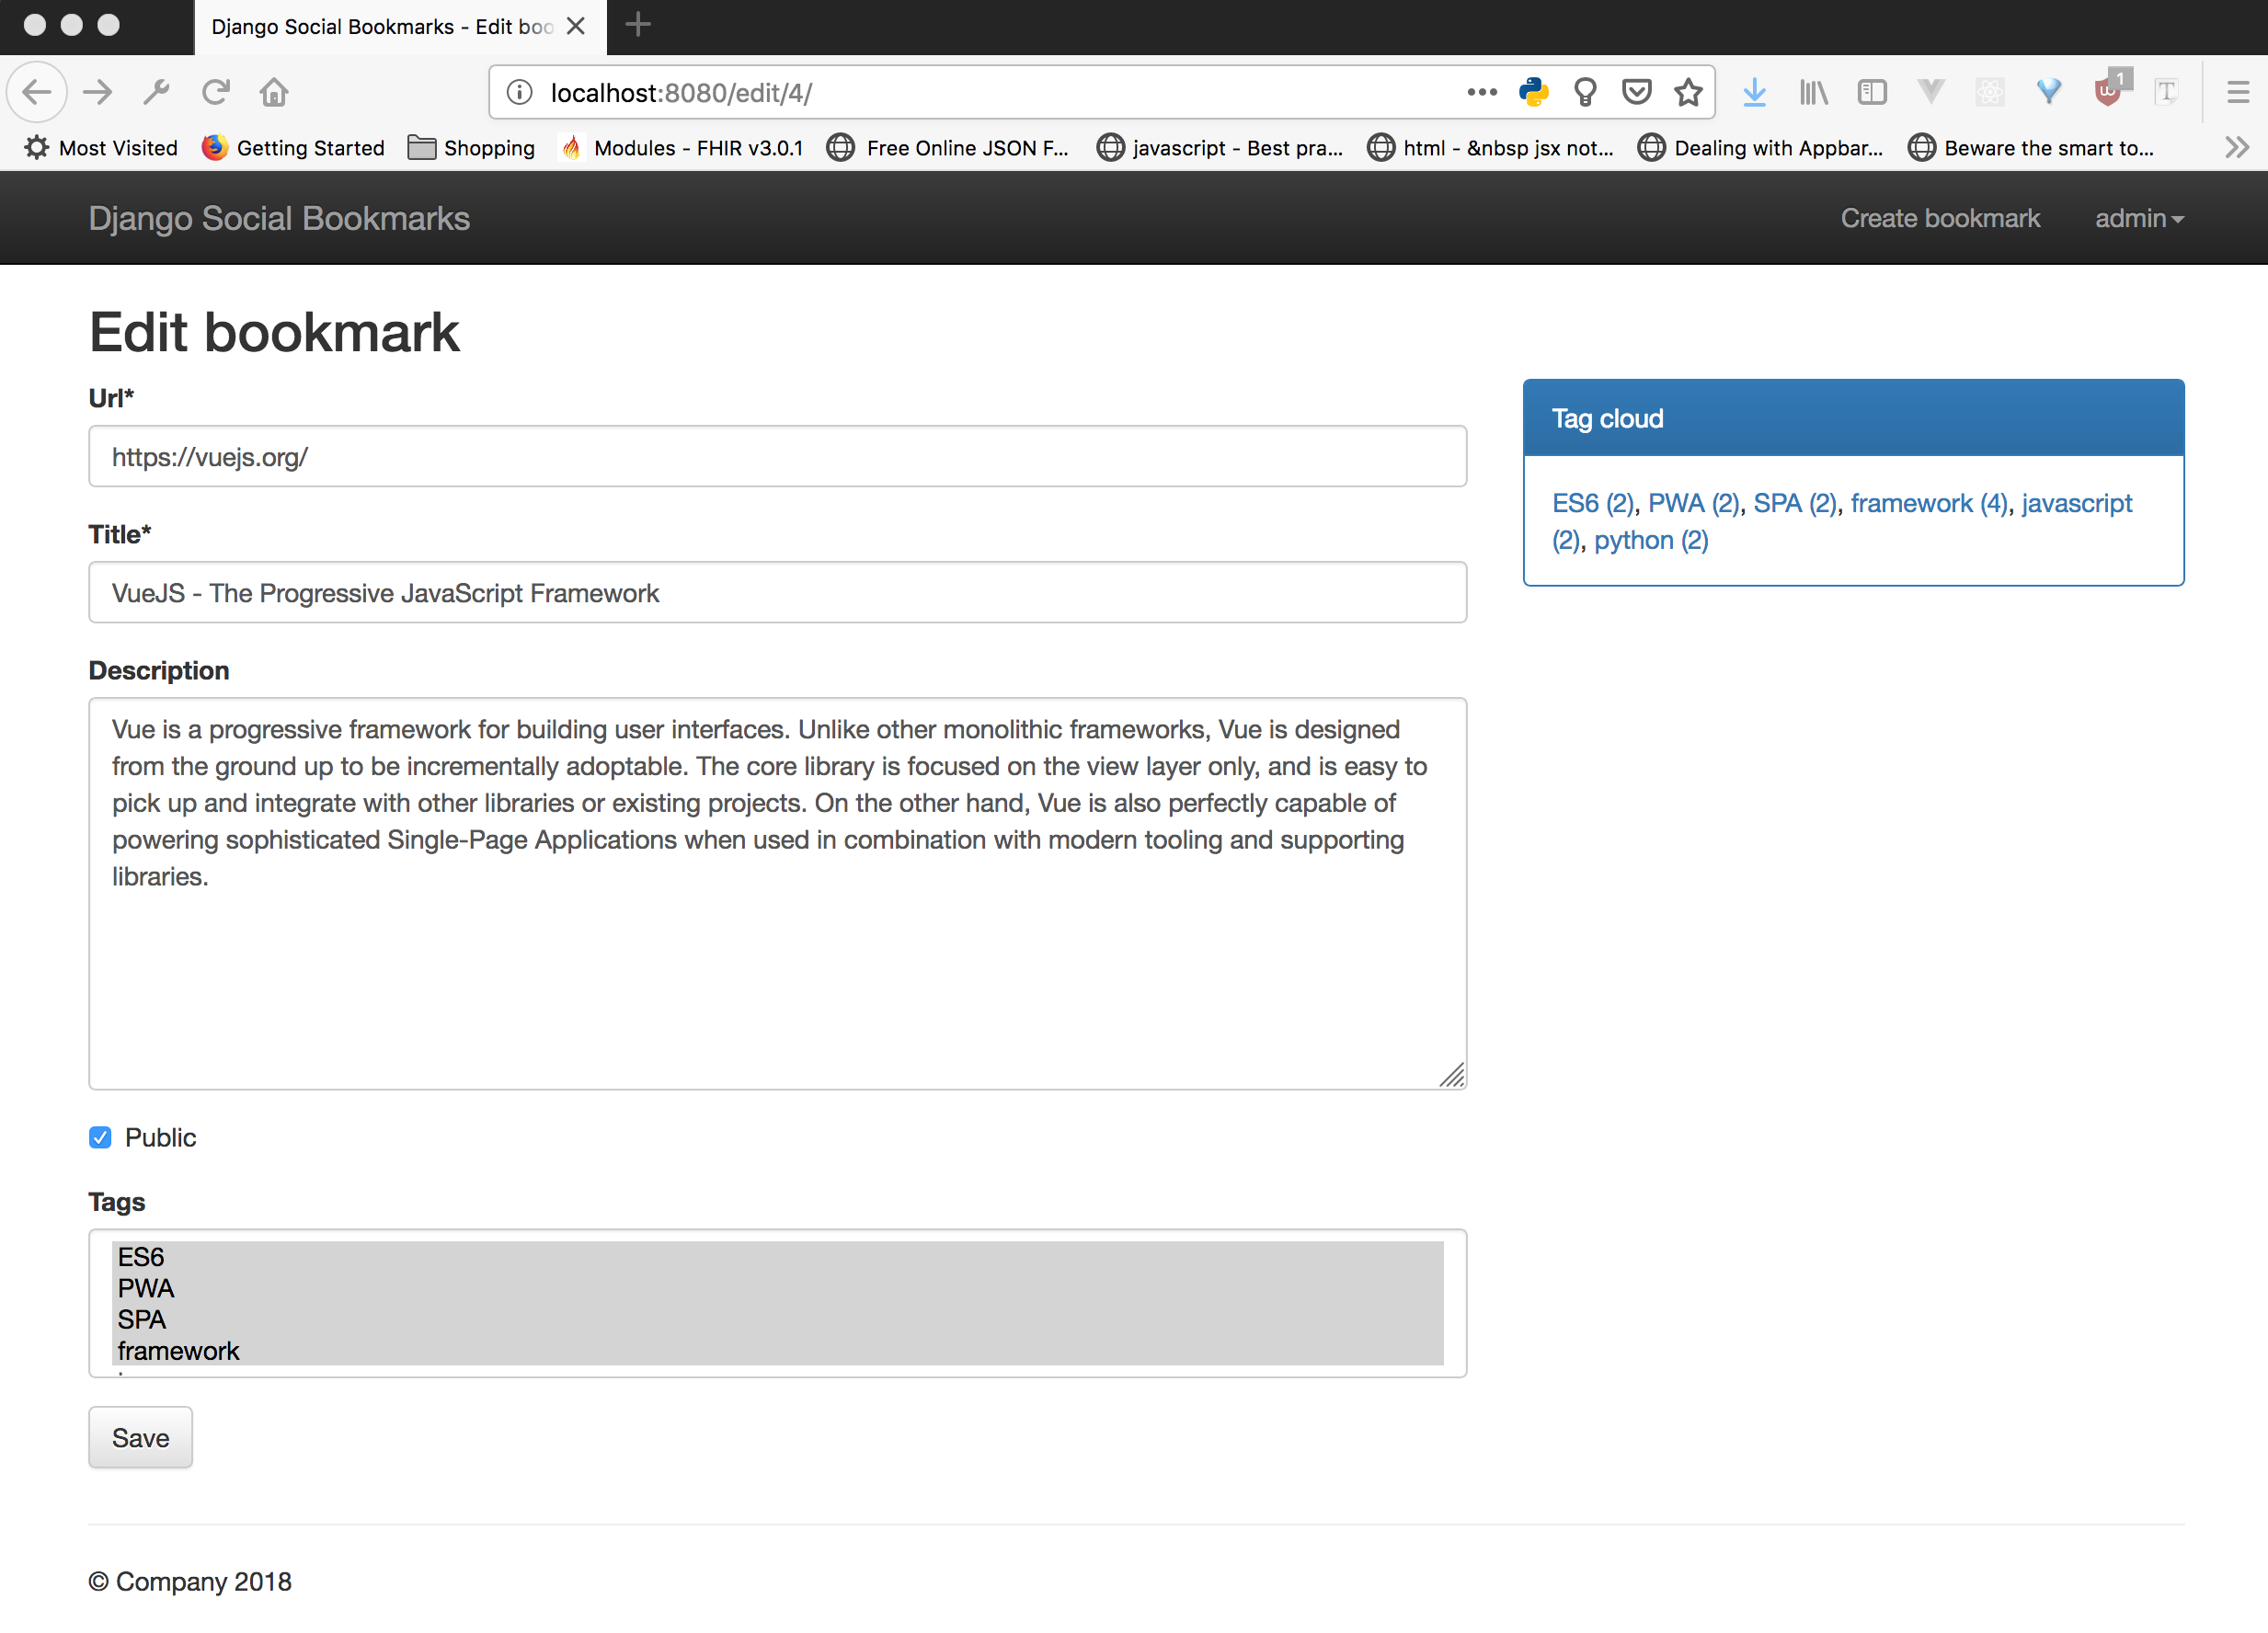 Django Social Bookmarks - Edit boo
localhost:8080/edit/4/
1
Most Visited Getting Started Shopping Modules - FHIR v3.0.1 Free Online JSON F... javascript - Best pra... html - &nbsp jsx not... Dealing with Appbar... Beware the smart to...
Django Social Bookmarks Create bookmark admin
Edit bookmark
Url*
https://vuejs.org/
Title*
VueJS - The Progressive JavaScript Framework
Description
Vue is a progressive framework for building user interfaces. Unlike other monolithic frameworks, Vue is designed
from the ground up to be incrementally adoptable. The core library is focused on the view layer only, and is easy to
pick up and integrate with other libraries or existing projects. On the other hand, Vue is also perfectly capable of
powering sophisticated Single-Page Applications when used in combination with modern tooling and supporting
libraries.
Public
Tags
ES6
PWA
SPA
framework
Save
Tag cloud
ES6 (2), PWA (2), SPA (2), framework (4), javascript
(2), python (2)
© Company 2018